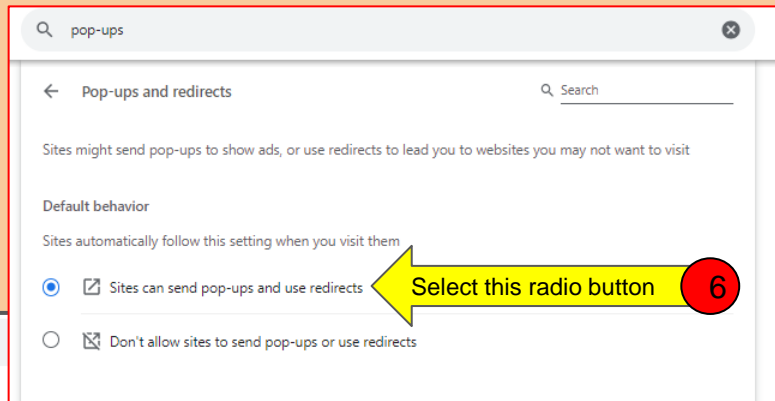 pop-ups
Pop-ups and redirects
Search
Sites might send pop-ups to show ads, or use redirects to lead you to websites you may not want to visit
Default behavior
Sites automatically follow this setting when you visit them
Sites can send pop-ups and use redirects
Select this radio button
6
Don't allow sites to send pop-ups or use redirects